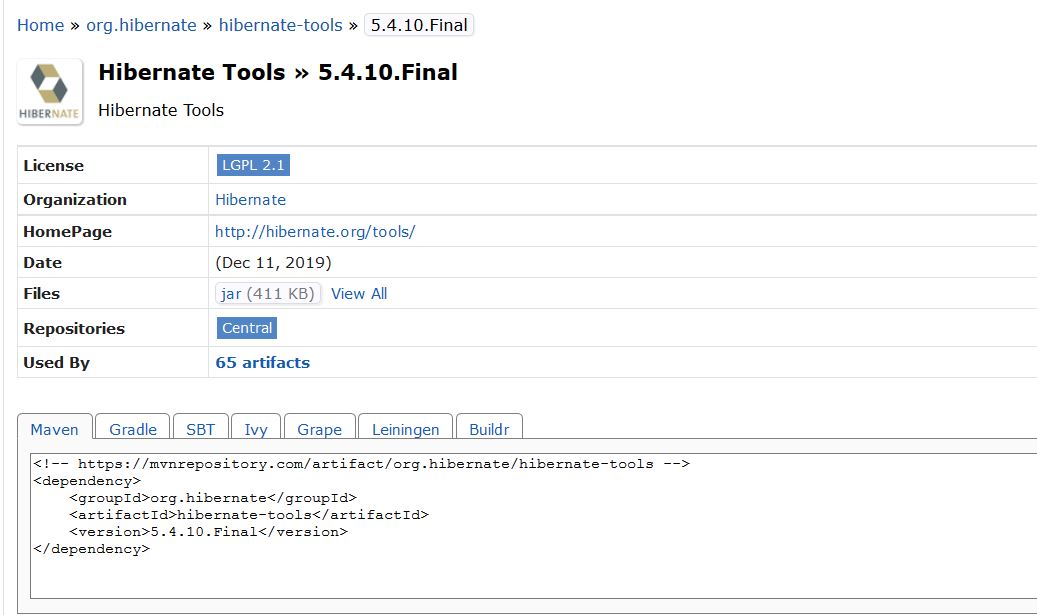 Home » org.hibernate » hibernate-tools » 5.4.10.Final
Hibernate Tools » 5.4.10.Final
HIBERNATE
Hibernate Tools
License LGPL 2.1
Organization Hibernate
HomePage http://hibernate.org/tools/
Date (Dec 11, 2019)
Files jar (411 KB) View All
Repositories Central
Used By 65 artifacts
Maven Gradle SBT Ivy Grape Leiningen Buildr
<!-- https://mvnrepository.com/artifact/org.hibernate/hibernate-tools -->
<dependency>
    <groupId>org.hibernate</groupId>
    <artifactId>hibernate-tools</artifactId>
    <version>5.4.10.Final</version>
</dependency>